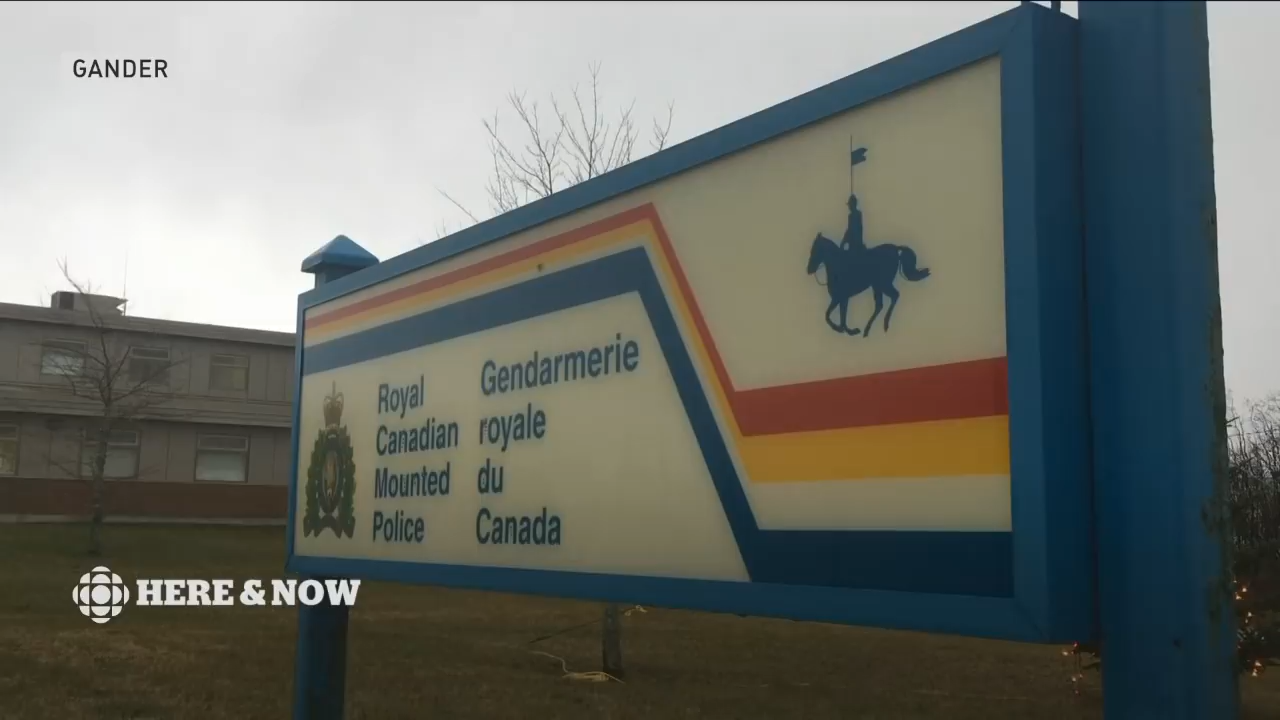 GANDER
Royal
Canadian
Mounted
Police
Gendarmerie
royale
du
Canada
HERE & NOW